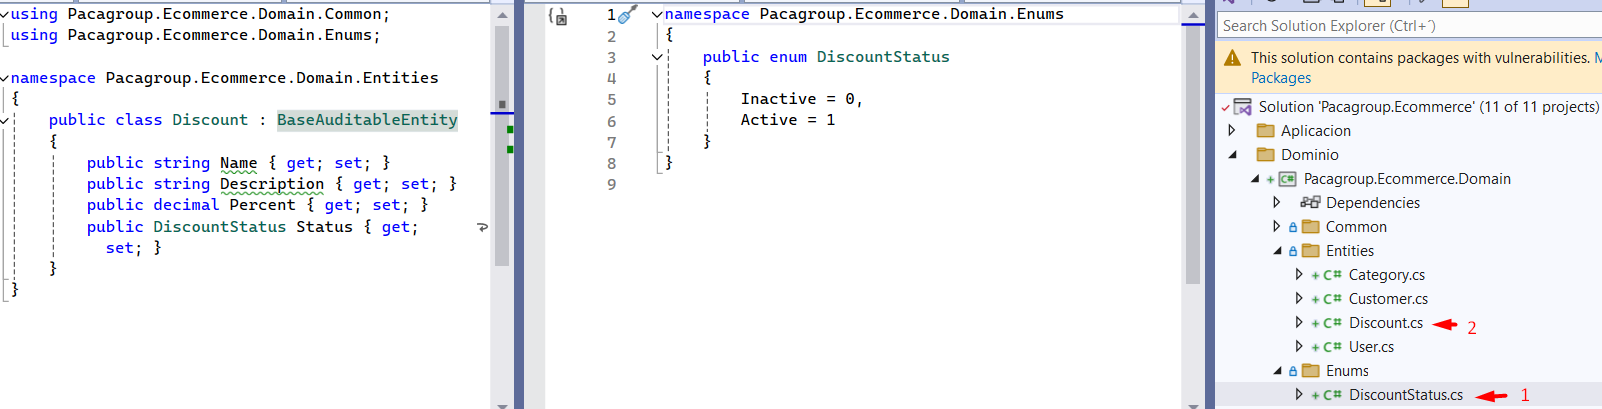 using Pacagroup.Ecommerce.Domain.Common;
using Pacagroup.Ecommerce.Domain.Enums;
namespace Pacagroup.Ecommerce.Domain.Entities
{
public class Discount : BaseAuditableEntity
{
public string Name { get; set; }
public string Description { get; set; }
public decimal Percent { get; set; }
public DiscountStatus Status { get;
set; }
}
}
1 namespace Pacagroup.Ecommerce.Domain.Enums
2 {
3 public enum DiscountStatus
4 {
5 Inactive = 0,
6 Active = 1
7 }
8 }
9
Search Solution Explorer (Ctrl+´)
This solution contains packages with vulnerabilities. M
Packages
Solution 'Pacagroup.Ecommerce' (11 of 11 projects)
Aplicacion
Dominio
Pacagroup.Ecommerce.Domain
Dependencies
Common
Entities
C# Category.cs
C# Customer.cs
C# Discount.cs 2
C# User.cs
Enums
C# DiscountStatus.cs 1